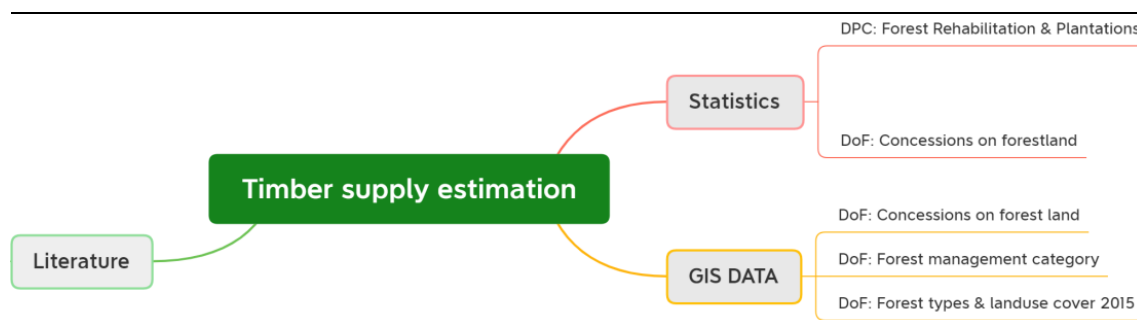 DPC: Forest Rehabilitation & Plantations
Statistics
DoF: Concessions on forestland
Timber supply estimation
Literature
DoF: Concessions on forest land
DoF: Forest management category
GIS DATA
DoF: Forest types & landuse cover 2015